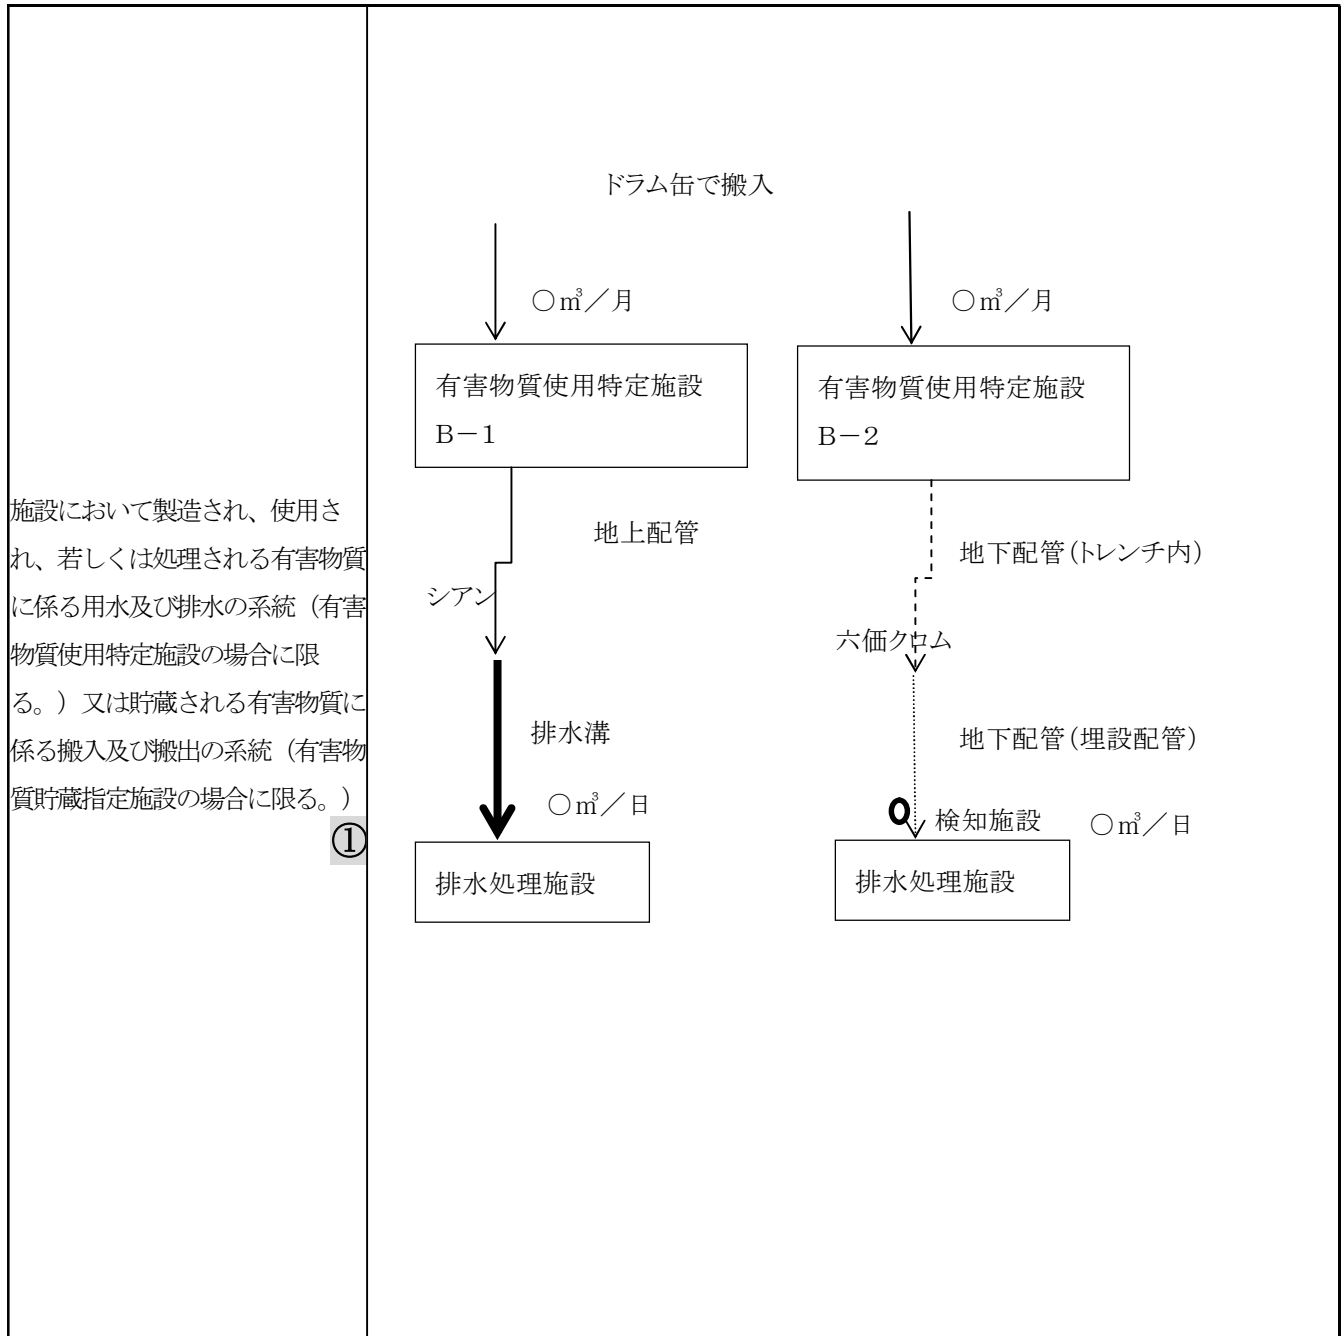 施設において製造され、使用さ
れ、若しくは処理される有害物質
に係る用水及び排水の系統（有害
物質使用特定施設の場合に限
る。）又は貯蔵される有害物質に
係る搬入及び搬出の系統（有害物
質貯蔵指定施設の場合に限る。）
①
ドラム缶で搬入
○㎥／月
○㎥／月
有害物質使用特定施設
B－1
有害物質使用特定施設
B－2
地上配管
地下配管(トレンチ内)
シアン
六価クロム
排水溝
地下配管(埋設配管)
○㎥／日
検知施設
○㎥／日
排水処理施設
排水処理施設